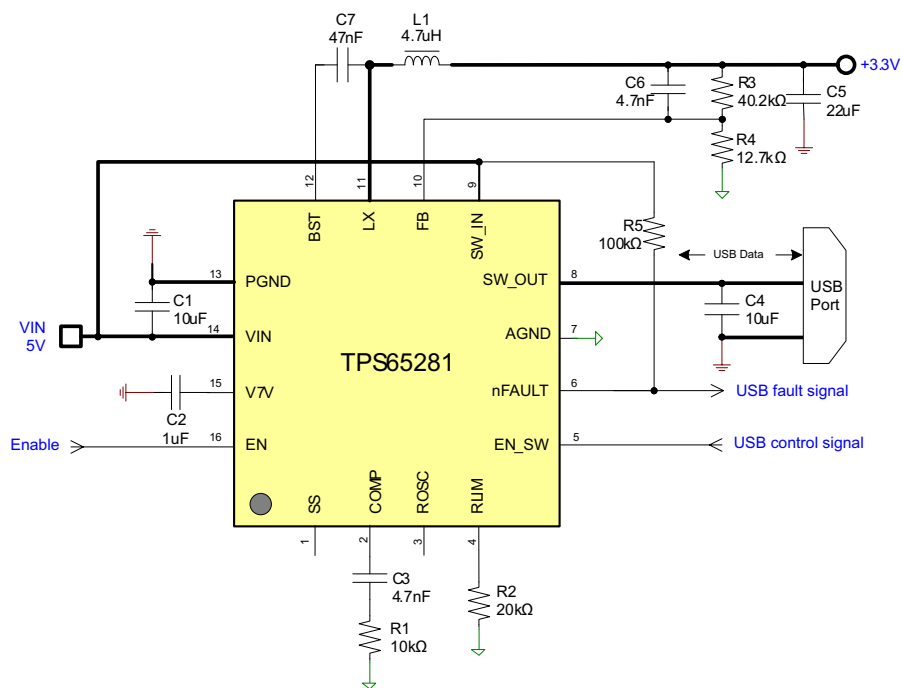 C7
47nF
L1
4.7uH
+3.3V
C6
4.7nF
R3
40.2kΩ
C5
22uF
R4
12.7kΩ
12
11
10
9
BST
LX
FB
SW_IN
R5
100kΩ
USB Data
13
PGND
SW_OUT
8
USB
Port
C1
10uF
C4
10uF
VIN
5V
14
VIN
AGND
7
TPS65281
15
V7V
nFAULT
6
USB fault signal
C2
1uF
Enable
16
EN
EN_SW
5
USB control signal
SS
COMP
ROSC
RLIM
1
2
3
4
C3
4.7nF
R2
20kΩ
R1
10kΩ